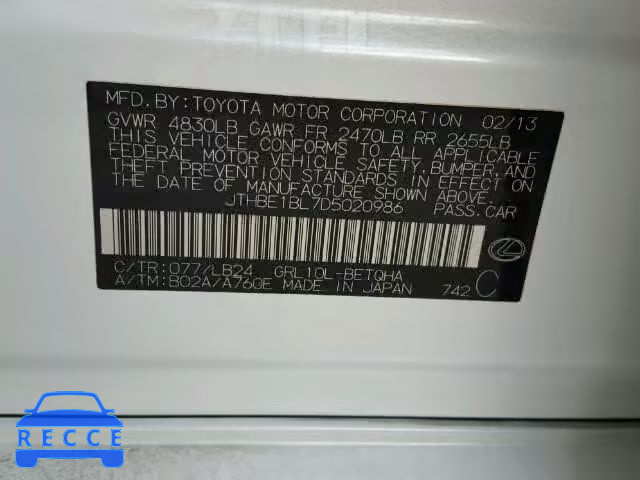 MFD.BY:TOYOTA MOTOR CORPORATION 02/13
GVWR 4830LB GAWR FR 2470LB RR 2655LB
THIS VEHICLE CONFORMS TO ALL APPLICABLE
FEDERAL MOTOR VEHICLE SAFETY,BUMPER,AND
THEFT PREVENTION STANDARDS IN EFFECT ON
THE DATE OF MANUFACTURE SHOWN ABOVE.
JTHBE1BL7D5020986 PASS.CAR
C/TR:077/LB24 GRL10L-BETQHA
A/TM:B02A/A760E MADE IN JAPAN 742 C
RECCE